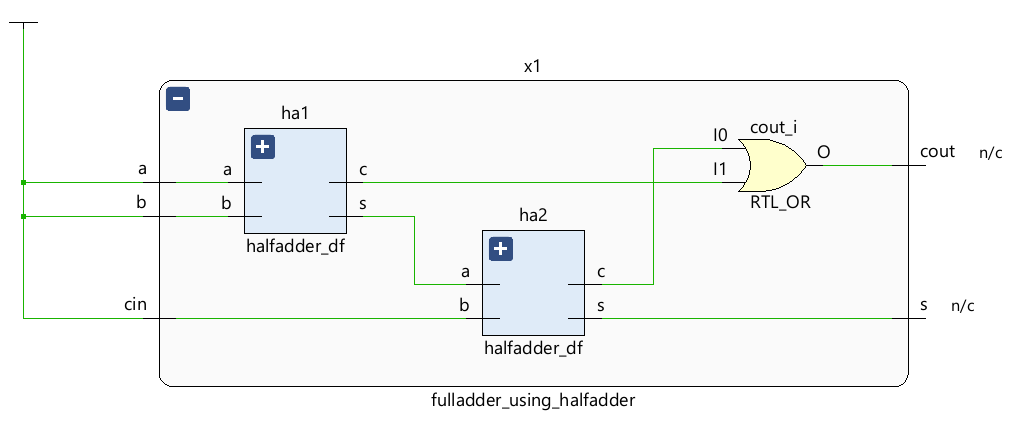 x1
ha1
cout_i
I0
O
cout n/c
a a c I1
RTL_OR
b b s
ha2
halfadder_df
a c
cin b s s n/c
halfadder_df
fulladder_using_halfadder